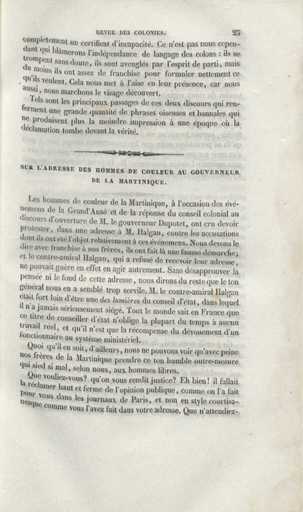 REVUE DES COLONIES. 25
complètement un certificat d'incapacité. Ce n'est pas nous cepen-
dant qui blâmerons l'indépendance de langage des colons : ils se
trompent sans doute, ils sont aveuglés par l'esprit de parti, mais
du moins ils ont assez de franchise pour formuler nettement ce
qu'ils veulent. Cela nous met à l'aise en leur présence, car nous
aussi, nous marchons le visage découvert.
Tels sont les principaux passages de ces deux discours qui ren-
ferment une grande quantité de phrases oiseuses et bannales qui
ne produisent plus la moindre impression à une époque où la
déclamation tombe devant la vérité.
SUR L'ADRESSE DES HOMMES DE COULEUR AU GOUVERNEUR
DE LA MARTINIQUE.
Les hommes de couleur de la Martinique, à l'occasion des évé-
nemens de la Grand'Anse et de la réponse du conseil colonial au
discours d'ouverture de M. le gouverneur Dupotet, ont cru devoir
protester, dans une adresse à M. Halgan, contre les accusations
dont ils ont été l'objet relativement à ces événemens. Nous devons le
dire avec franchise à nos frères, ils ont fait là une fausse démarche,
et le contre-amiral Halgan, qui a refusé de recevoir leur adresse,
ne pouvait guère en effet en agir autrement. Sans désapprouver la
pensée ni le fond de cette adresse, nous dirons du reste que le ton
général nous en a semblé trop servile. M. le contre-amiral Halgan
était fort loin d'être une des lumières du conseil d'état, dans lequel
il n'a jamais sérieusement siégé. Tout le monde sait en France que
ce titre de conseiller d'état n'oblige la plupart du temps à aucun
travail réel, et qu'il n'est que la récompense du dévouement d'un
fonctionnaire au système ministériel.
Quoi qu'il en soit, d'ailleurs, nous ne pouvons voir qu'avec peine
nos frères de la Martinique prendre ce ton humble outre-mesure
qui sied si mal, selon nous, aux hommes libres.
Que vouliez-vous? qu'on vous rendît justice? Eh bien! il fallait
la réclamer haut et ferme de l'opinion publique, comme on l'a fait
pour vous dans les journaux de Paris, et non en style courtisa-
nesque comme vous l'avez fait dans votre adresse. Que n'attendiez-